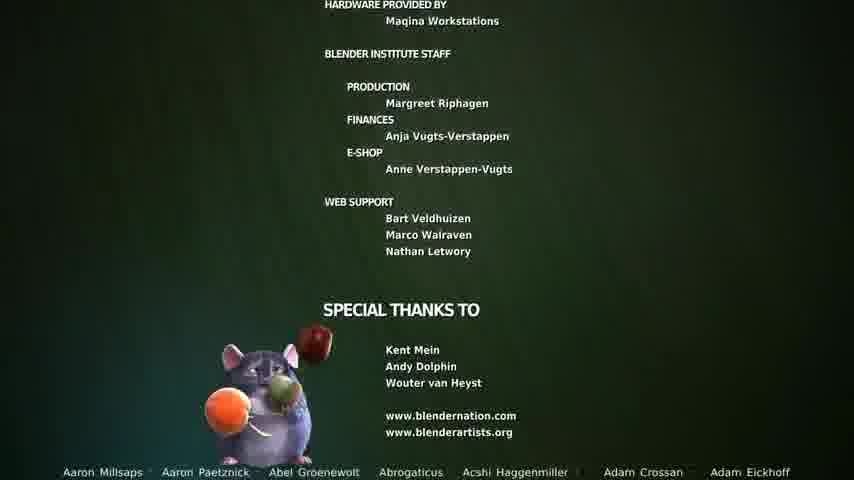 HARDWARE PROVIDED BY
Maqina Workstations
BLENDER INSTITUTE STAFF
PRODUCTION
Margreet Riphagen
FINANCES
Anja Vugts-Verstappen
E-SHOP
Anne Verstappen-Vugts
WEB SUPPORT
Bart Veldhuizen
Marco Walraven
Nathan Letwory
SPECIAL THANKS TO
Kent Mein
Andy Dolphin
Wouter van Heyst
www.blendernation.com
www.blenderartists.org
Aaron Millsaps Aaron Paetznick Abel Groenewolt Abrogaticus Acshi Haggenmiller Adam Crossan Adam Eickhoff